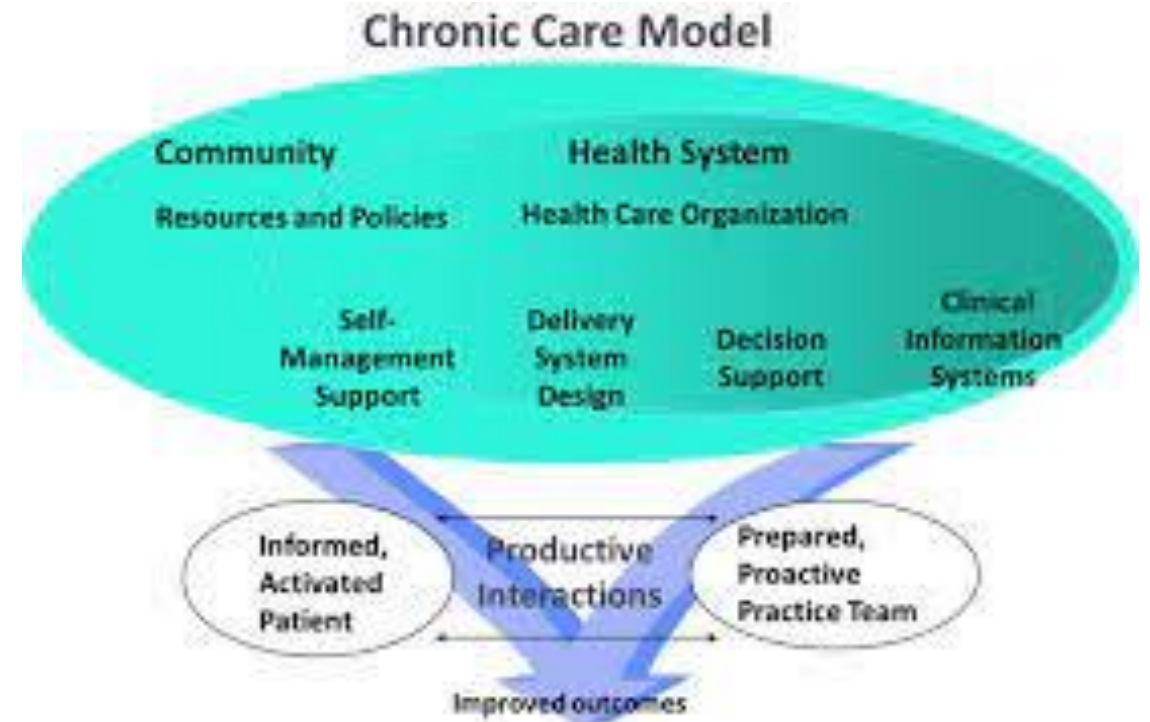 Chronic Care Model
Community
Health System
Resources and Policies
Health Care Organization
Self-
Management
Support
Delivery
System
Design
Decision
Support
Clinical
Information
Systems
Informed,
Activated
Patient
Productive
Interactions
Prepared,
Proactive
Practice Team
Improved outcomes